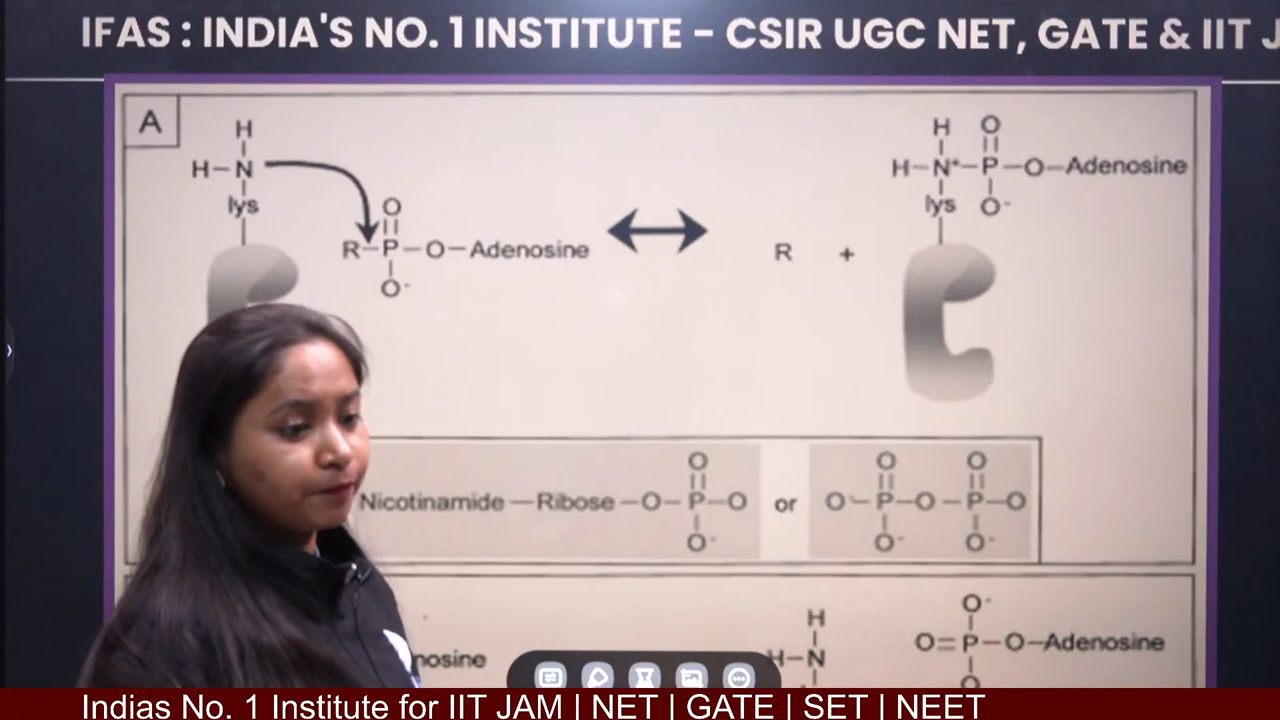 IFAS : INDIA'S NO. 1 INSTITUTE - CSIR UGC NET, GATE & IIT J
A
H
H-N
lys
R-P-O-Adenosine
O
O-
R +
H O
H-N+-P-O-Adenosine
lys O-
Nicotinamide-Ribose-O-P-O or O-P-O-P-O
O O O
O- O- O-
nosine
H
H-N
O-
O=P-O-Adenosine
O
Indias No. 1 Institute for IIT JAM | NET | GATE | SET | NEET